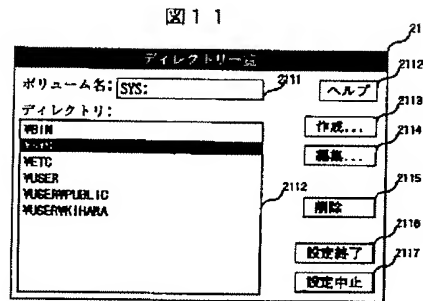 図11
21
ディレクトリ一覧
ボリューム名: SYS:
2111
ヘルプ
2112
ディレクトリ:
作成...
2113
編集...
2114
¥BIN
¥ETC
¥USER
¥USER¥PUBLIC
¥USER¥KIHARA
2112
削除
2115
設定終了
2116
設定中止
2117